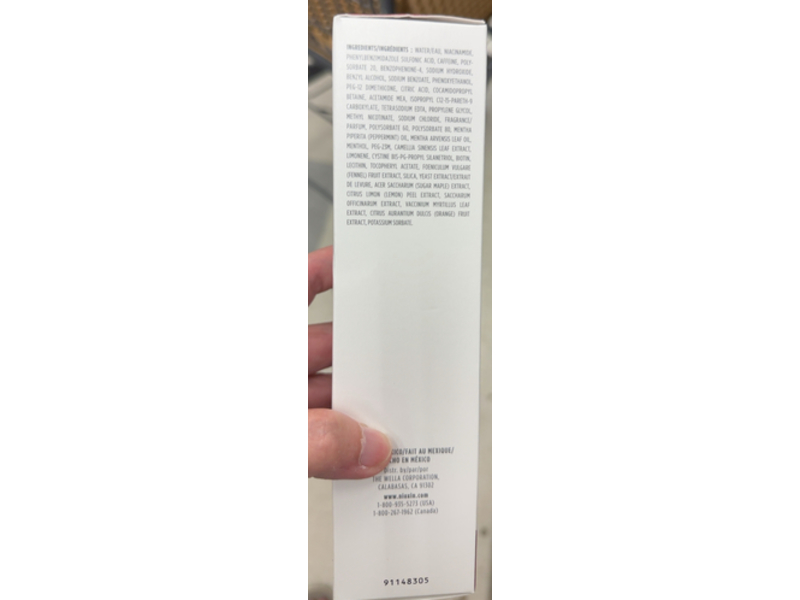 INGREDIENTS/INGRÉDIENTS : WATER/EAU, NIACINAMIDE,
PHENYLBENZIMIDAZOLE SULFONIC ACID, CAFFEINE, POLY-
SORBATE 20, BENZOPHENONE-4, SODIUM HYDROXIDE,
BENZYL ALCOHOL, SODIUM BENZOATE, PHENOXYETHANOL,
PEG-12 DIMETHICONE, CITRIC ACID, COCAMIDOPROPYL
BETAINE, ACETAMIDE MEA, ISOPROPYL C12-15-PARETH-9
CARBOXYLATE, TETRASODIUM EDTA, PROPYLENE GLYCOL,
METHYL NICOTINATE, SODIUM CHLORIDE, FRAGRANCE/
PARFUM, POLYSORBATE 60, POLYSORBATE 80, MENTHA
PIPERITA (PEPPERMINT) OIL, MENTHA ARVENSIS LEAF OIL,
MENTHOL, PEG-23M, CAMELLIA SINENSIS LEAF EXTRACT,
LIMONENE, CYSTINE BIS-PG-PROPYL SILANETRIOL, BIOTIN,
LECITHIN, TOCOPHERYL ACETATE, FOENICULUM VULGARE
(FENNEL) FRUIT EXTRACT, SILICA, YEAST EXTRACT/EXTRAIT
DE LEVURE, ACER SACCHARUM (SUGAR MAPLE) EXTRACT,
CITRUS LIMON (LEMON) PEEL EXTRACT, SACCHARUM
OFFICINARUM EXTRACT, VACCINIUM MYRTILLUS LEAF
EXTRACT, CITRUS AURANTIUM DULCIS (ORANGE) FRUIT
EXTRACT, POTASSIUM SORBATE.
/FAIT AU MEXIQUE/
EN MÉXICO
Distr. by/par/por
THE WELLA CORPORATION,
CALABASAS, CA 91302
www.nioxin.com
1-800-935-5273 (USA)
1-800-267-1962 (Canada)
91148305